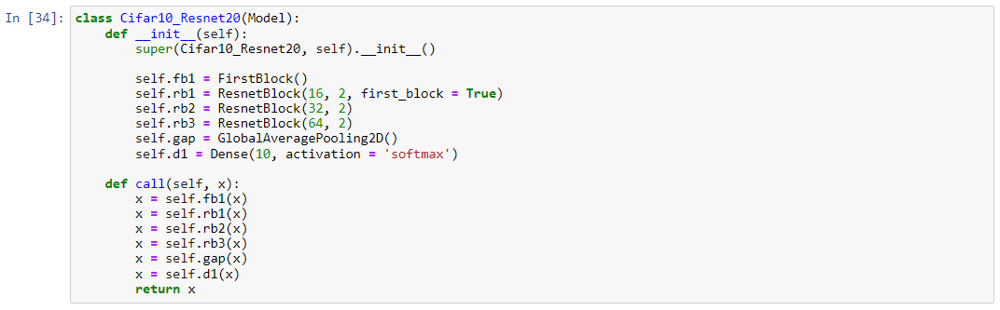 In [34]: class Cifar10_Resnet20(Model):
    def __init__(self):
        super(Cifar10_Resnet20, self).__init__()

        self.fb1 = FirstBlock()
        self.rb1 = ResnetBlock(16, 2, first_block = True)
        self.rb2 = ResnetBlock(32, 2)
        self.rb3 = ResnetBlock(64, 2)
        self.gap = GlobalAveragePooling2D()
        self.d1 = Dense(10, activation = 'softmax')

    def call(self, x):
        x = self.fb1(x)
        x = self.rb1(x)
        x = self.rb2(x)
        x = self.rb3(x)
        x = self.gap(x)
        x = self.d1(x)
        return x